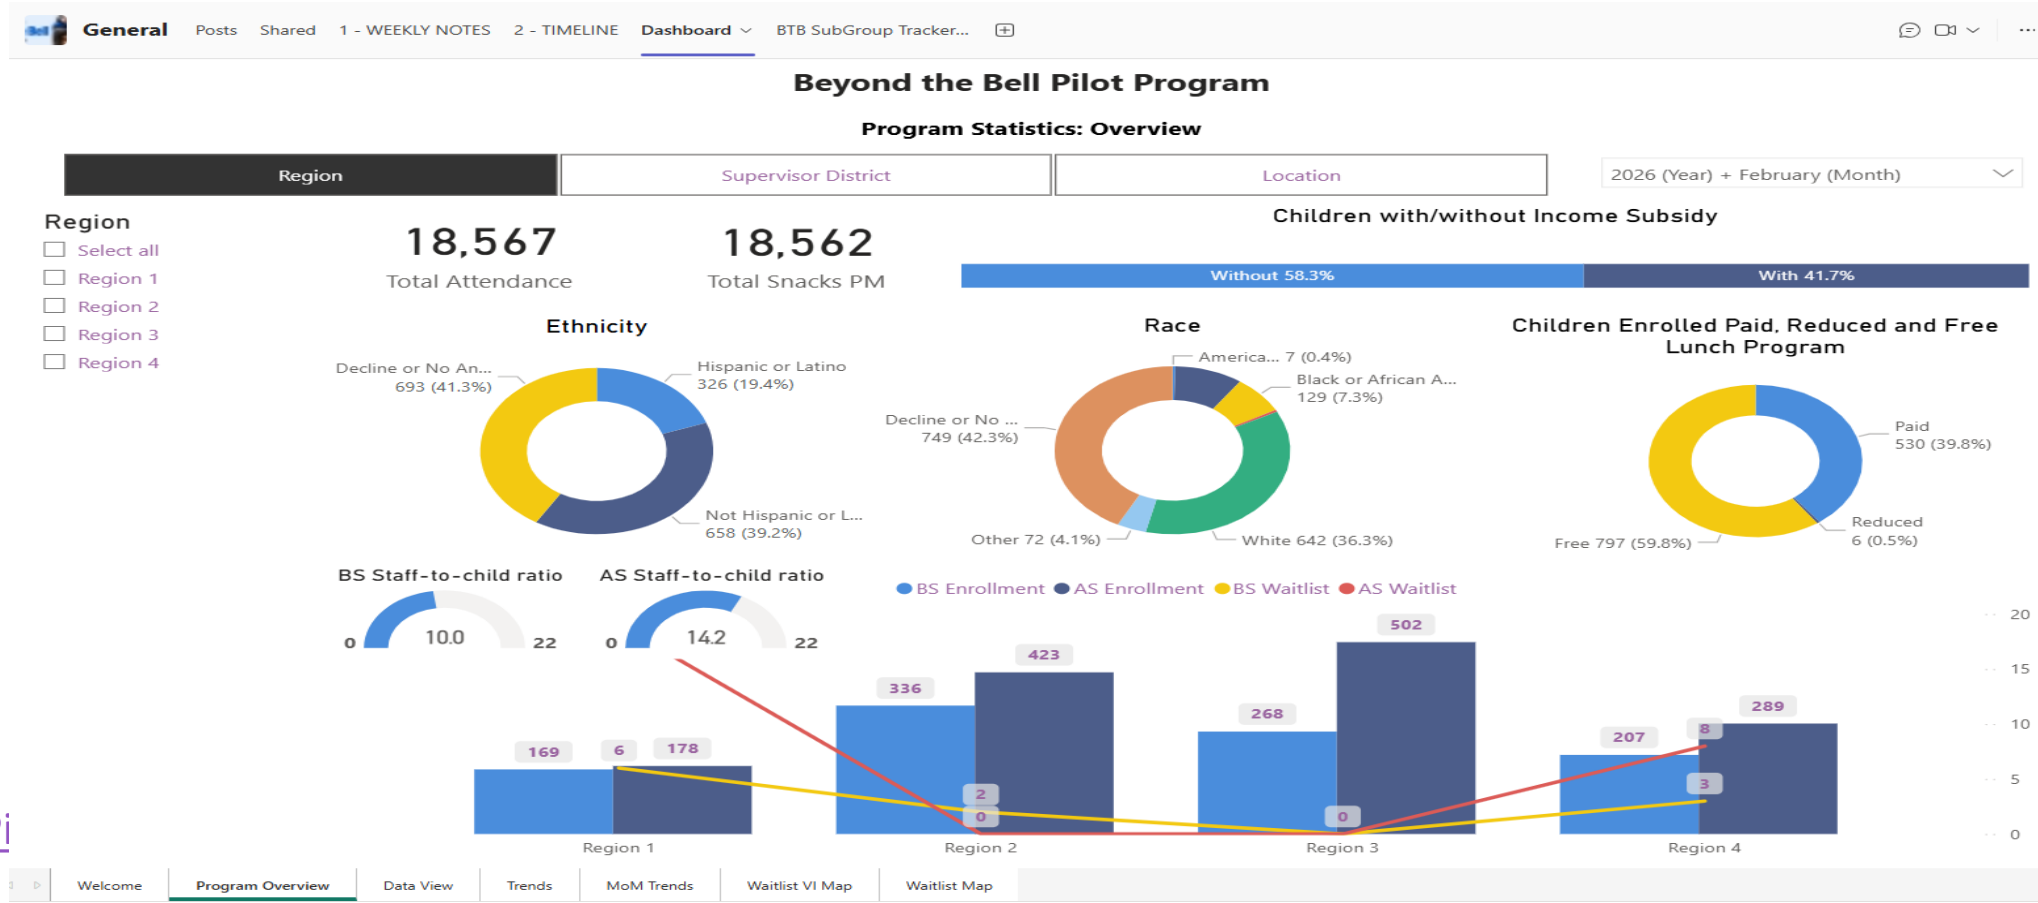 Bell
General Posts Shared 1 - WEEKLY NOTES 2 - TIMELINE Dashboard BTB SubGroup Tracker...
Beyond the Bell Pilot Program
Program Statistics: Overview
Region Supervisor District Location
2026 (Year) + February (Month)
Region
Select all
Region 1
Region 2
Region 3
Region 4
18,567
Total Attendance
18,562
Total Snacks PM
Children with/without Income Subsidy
Without 58.3% With 41.7%
Ethnicity
Decline or No An...
693 (41.3%)
Hispanic or Latino
326 (19.4%)
Not Hispanic or L...
658 (39.2%)
Race
America... 7 (0.4%)
Black or African A...
129 (7.3%)
Decline or No ...
749 (42.3%)
Other 72 (4.1%)
White 642 (36.3%)
Children Enrolled Paid, Reduced and Free
Lunch Program
Paid
530 (39.8%)
Reduced
6 (0.5%)
Free 797 (59.8%)
BS Staff-to-child ratio
0 10.0 22
AS Staff-to-child ratio
0 14.2 22
BS Enrollment AS Enrollment BS Waitlist AS Waitlist
20
15
10
5
0
169 6 178
336 423
2
0
268 502
0
207 8 289
3
Region 1 Region 2 Region 3 Region 4
Welcome Program Overview Data View Trends MoM Trends Waitlist VI Map Waitlist Map